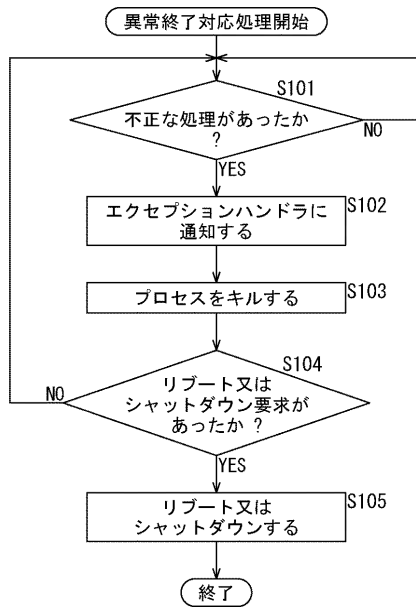 異常終了対応処理開始
S101
不正な処理があったか
?
NO
YES
エクセプションハンドラに
通知する
S102
プロセスをキルする
S103
S104
リブート又は
シャットダウン要求が
あったか ?
NO
YES
リブート又は
シャットダウンする
S105
終了